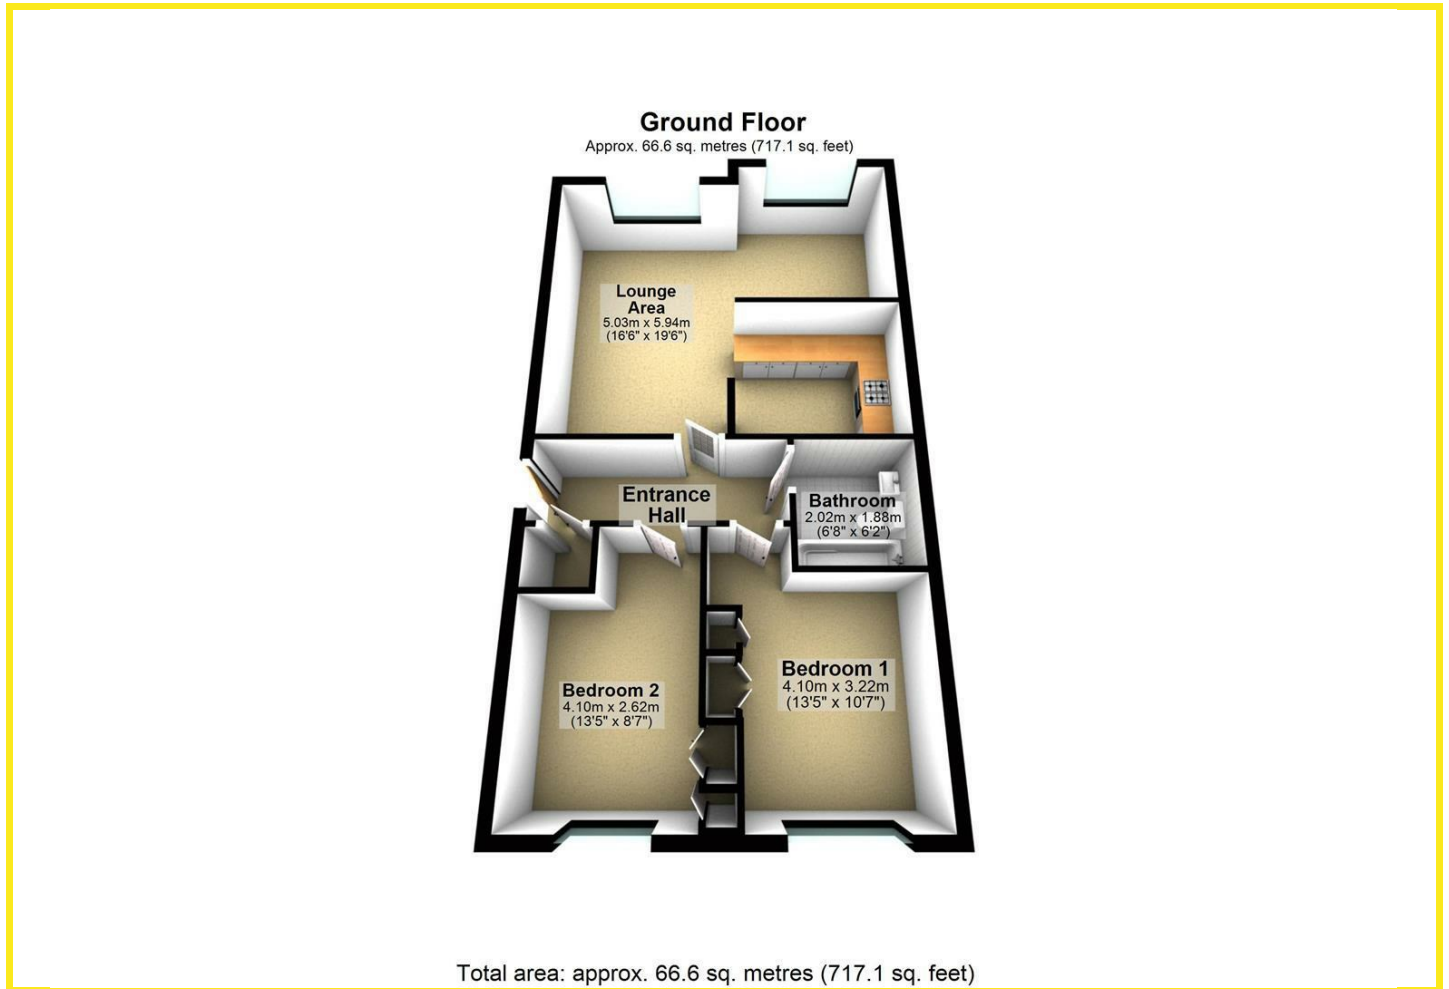 Ground Floor
Approx. 66.6 sq. metres (717.1 sq. feet)
Lounge
Area
5.03m x 5.94m
(16'6" x 19'6")
Entrance
Hall
Bathroom
2.02m x 1.88m
(6'8" x 6'2")
Bedroom 1
4.10m x 3.22m
(13'5" x 10'7")
Bedroom 2
4.10m x 2.62m
(13'5" x 8'7")
Total area: approx. 66.6 sq. metres (717.1 sq. feet)